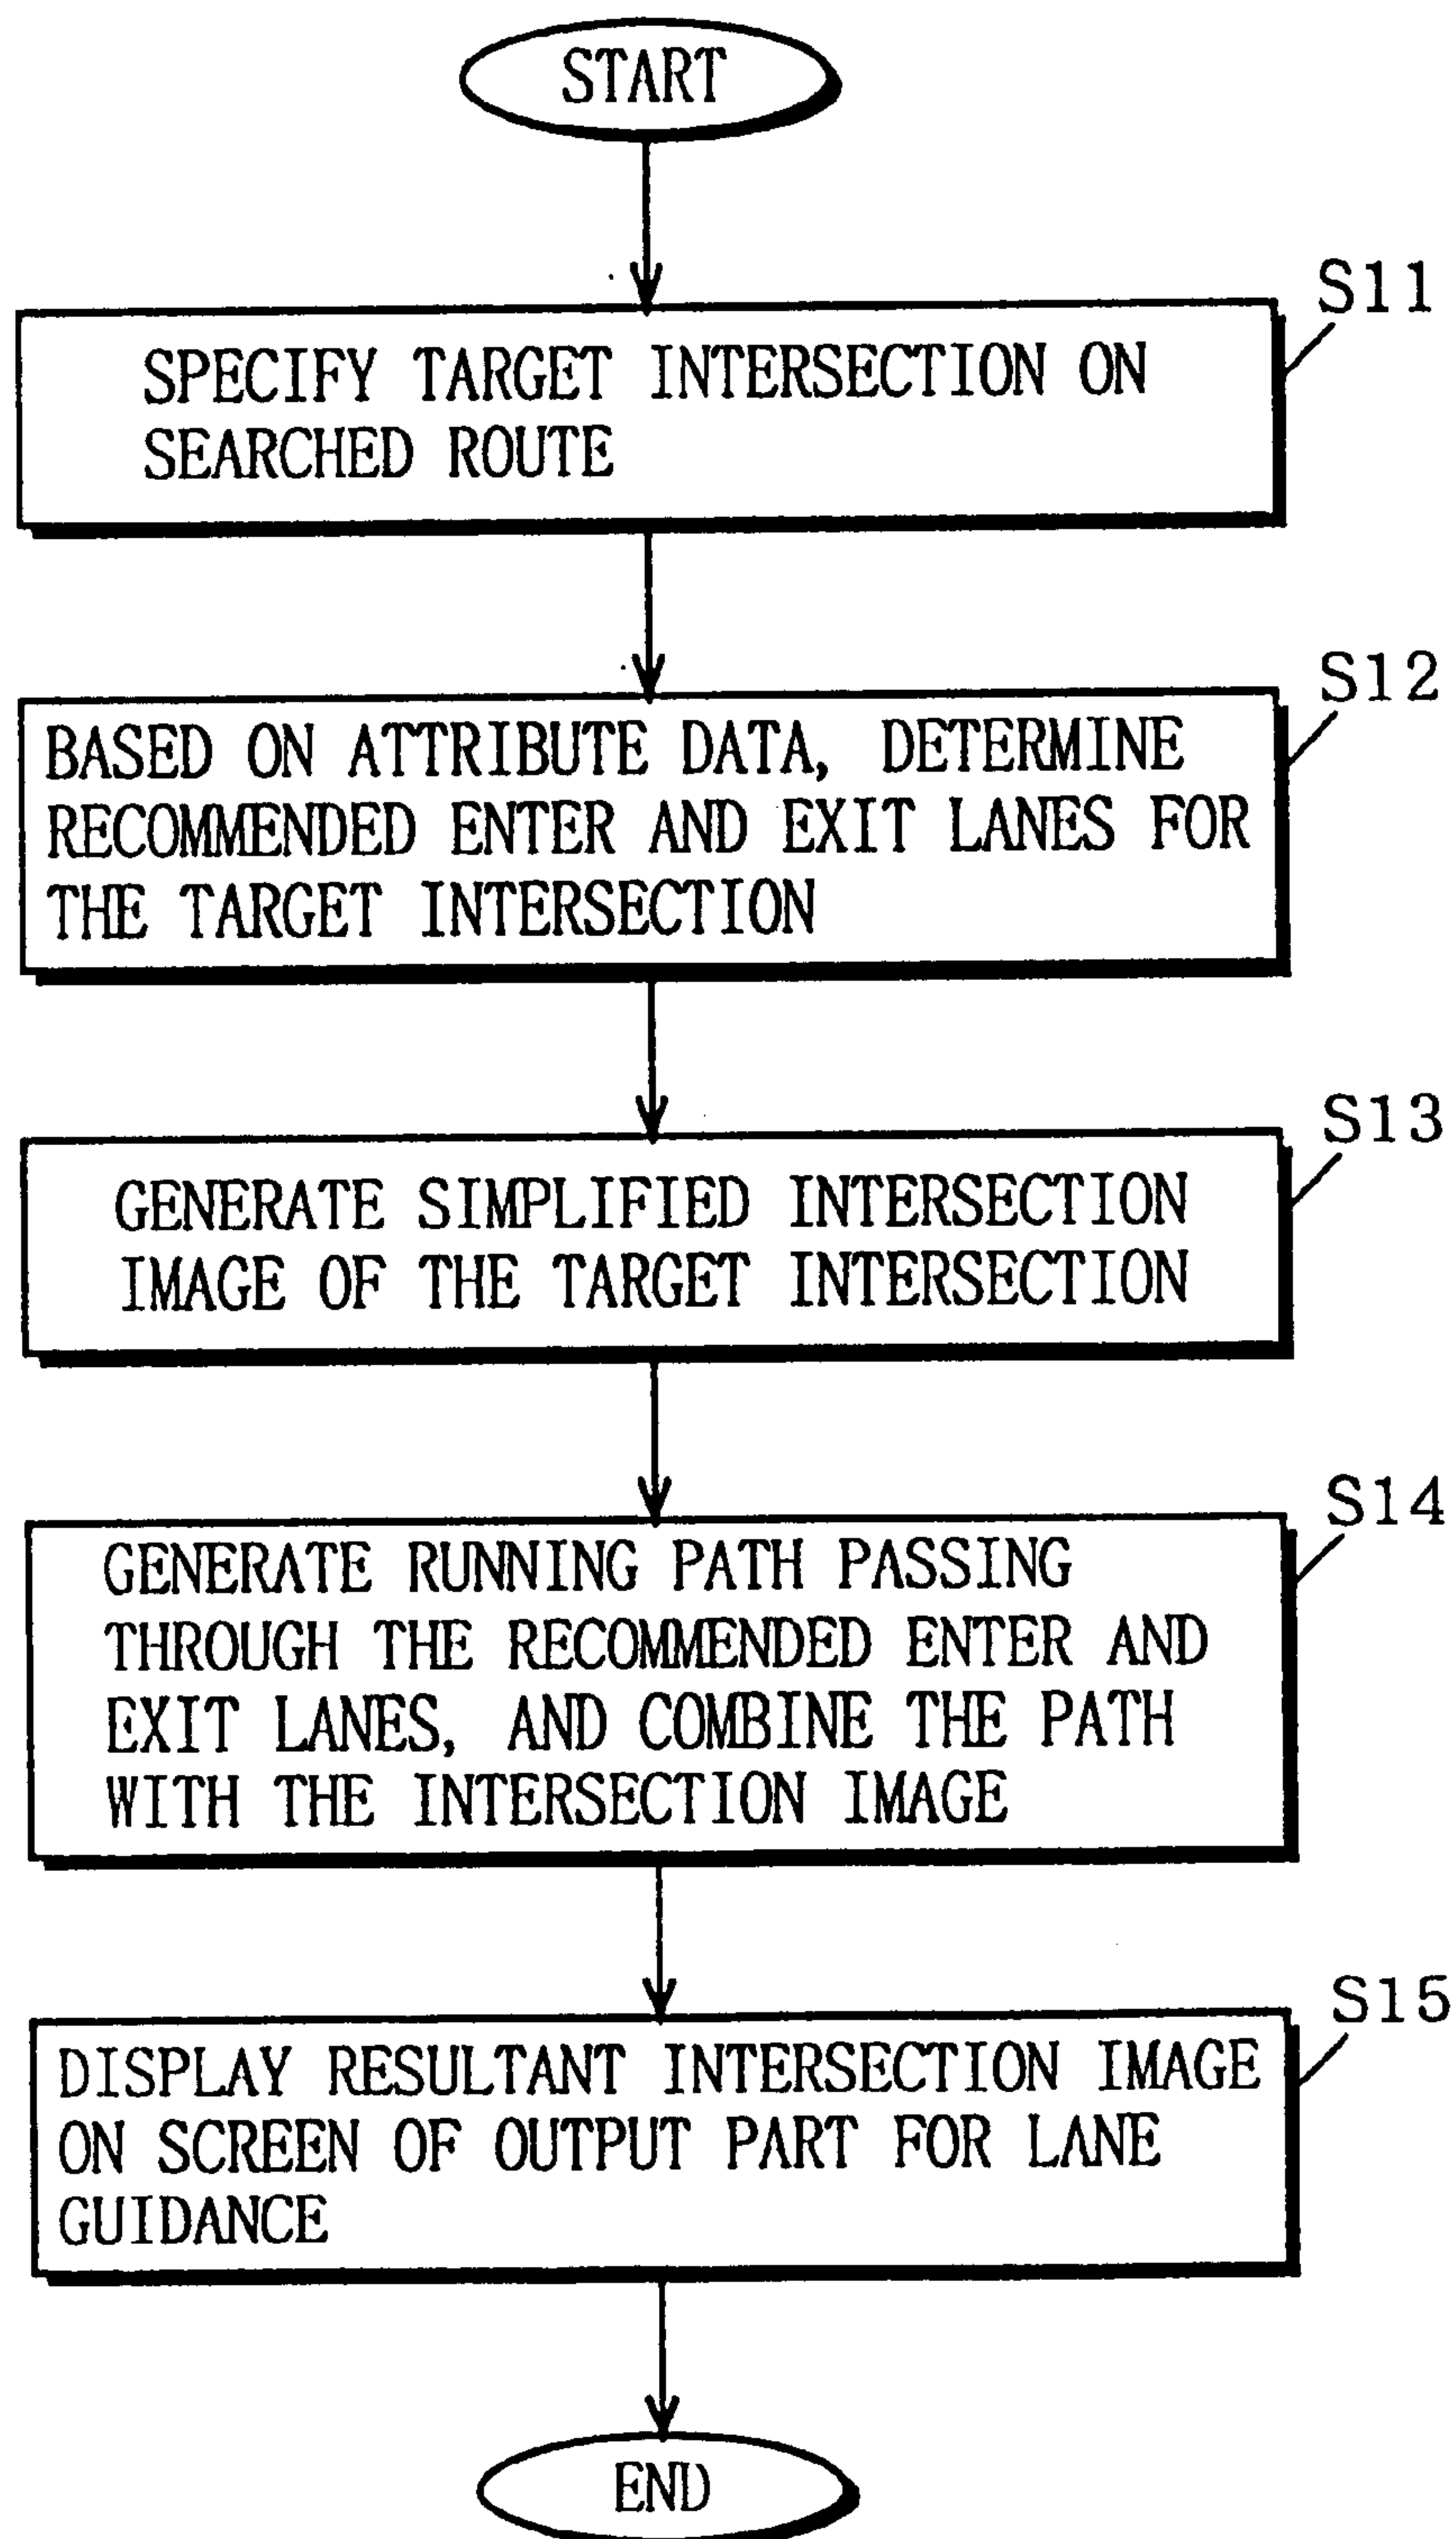 START
S11
SPECIFY TARGET INTERSECTION ON
SEARCHED ROUTE
S12
BASED ON ATTRIBUTE DATA, DETERMINE
RECOMMENDED ENTER AND EXIT LANES FOR
THE TARGET INTERSECTION
S13
GENERATE SIMPLIFIED INTERSECTION
IMAGE OF THE TARGET INTERSECTION
S14
GENERATE RUNNING PATH PASSING
THROUGH THE RECOMMENDED ENTER AND
EXIT LANES, AND COMBINE THE PATH
WITH THE INTERSECTION IMAGE
S15
DISPLAY RESULTANT INTERSECTION IMAGE
ON SCREEN OF OUTPUT PART FOR LANE
GUIDANCE
END